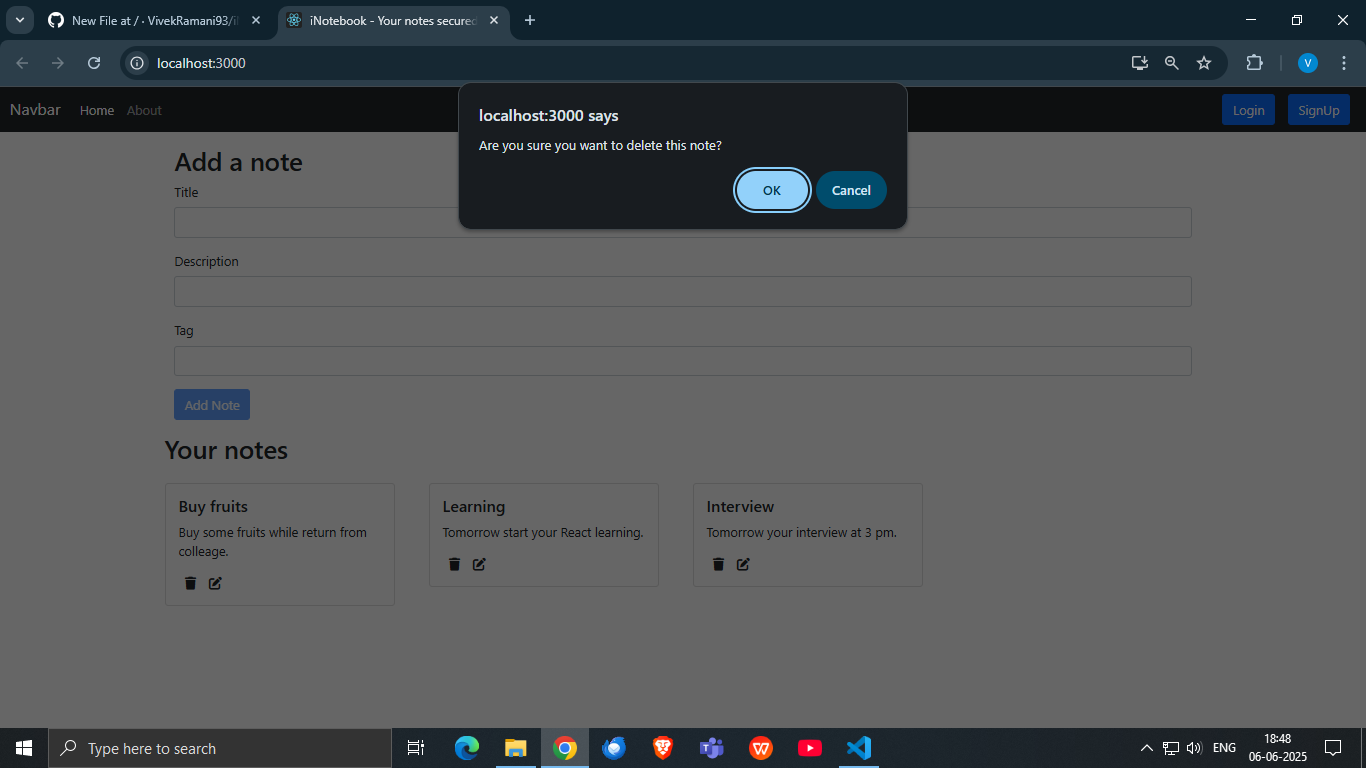 New File at / · VivekRamani93/i
iNotebook - Your notes secured
localhost:3000
V
Navbar
Home
About
Login
SignUp
localhost:3000 says
Are you sure you want to delete this note?
OK
Cancel
Add a note
Title
Description
Tag
Add Note
Your notes
Buy fruits
Buy some fruits while return from
colleage.
Learning
Tomorrow start your React learning.
Interview
Tomorrow your interview at 3 pm.
Type here to search
ENG
18:48
06-06-2025